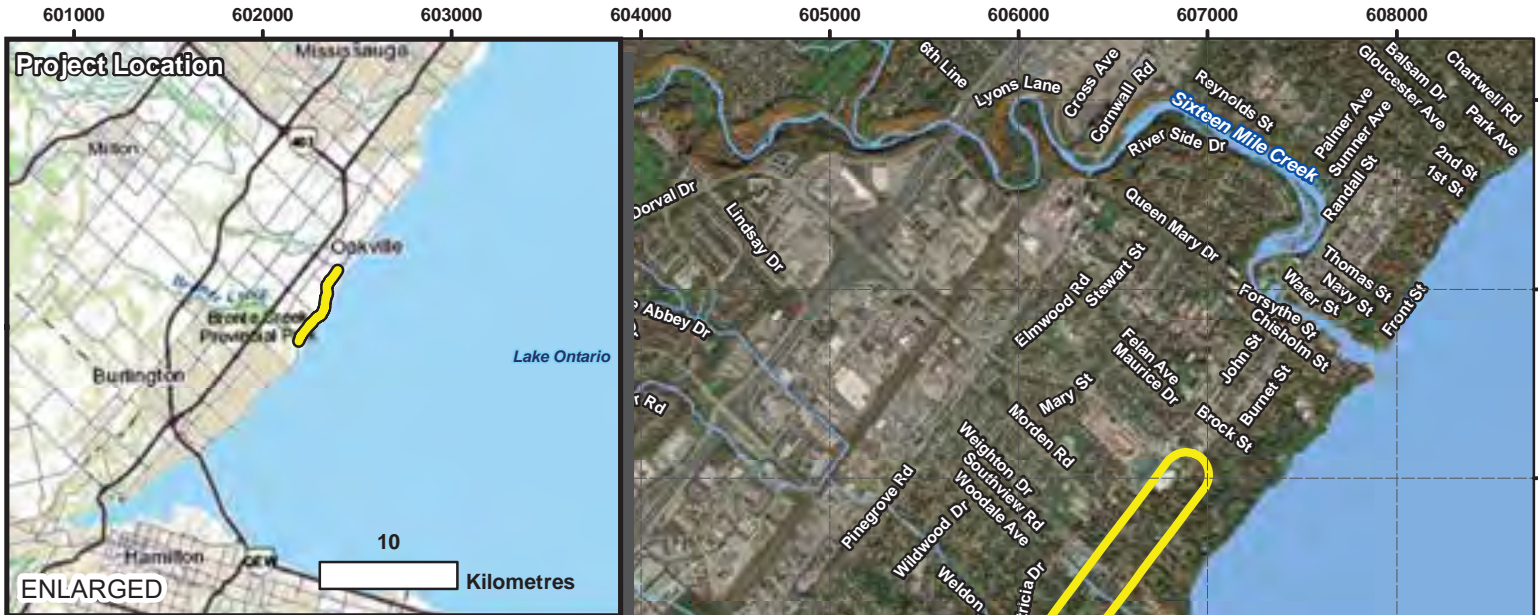 601000 602000 603000 604000 605000 606000 607000 608000
Project Location
Mississauga
Milton
401
Oakville
Provincial
Burlington
Lake Ontario
Hamilton
QEW
10
Kilometres
ENLARGED
6th Line
Lyons Lane
Cross Ave
Cornwall Rd
Reynolds St
Sixteen Mile Creek
River Side Dr
Palmer Ave
Sumner Ave
Randall St
Balsam Dr
Gloucester Ave
Chartwell Rd
Park Ave
2nd St
1st St
Dorval Dr
Lindsay Dr
Queen Mary Dr
Thomas St
Navy St
Water St
Front St
Forsythe St
Chisholm St
Stewart St
Elmwood Rd
Abbey Dr
Felan Ave
Maurice Dr
John St
Burnet St
Brock St
Mary St
Morden Rd
Rd
Weighton Dr
Southview Rd
Woodale Ave
Pinegrove Rd
Wildwood Dr
Weldon
ricia Dr